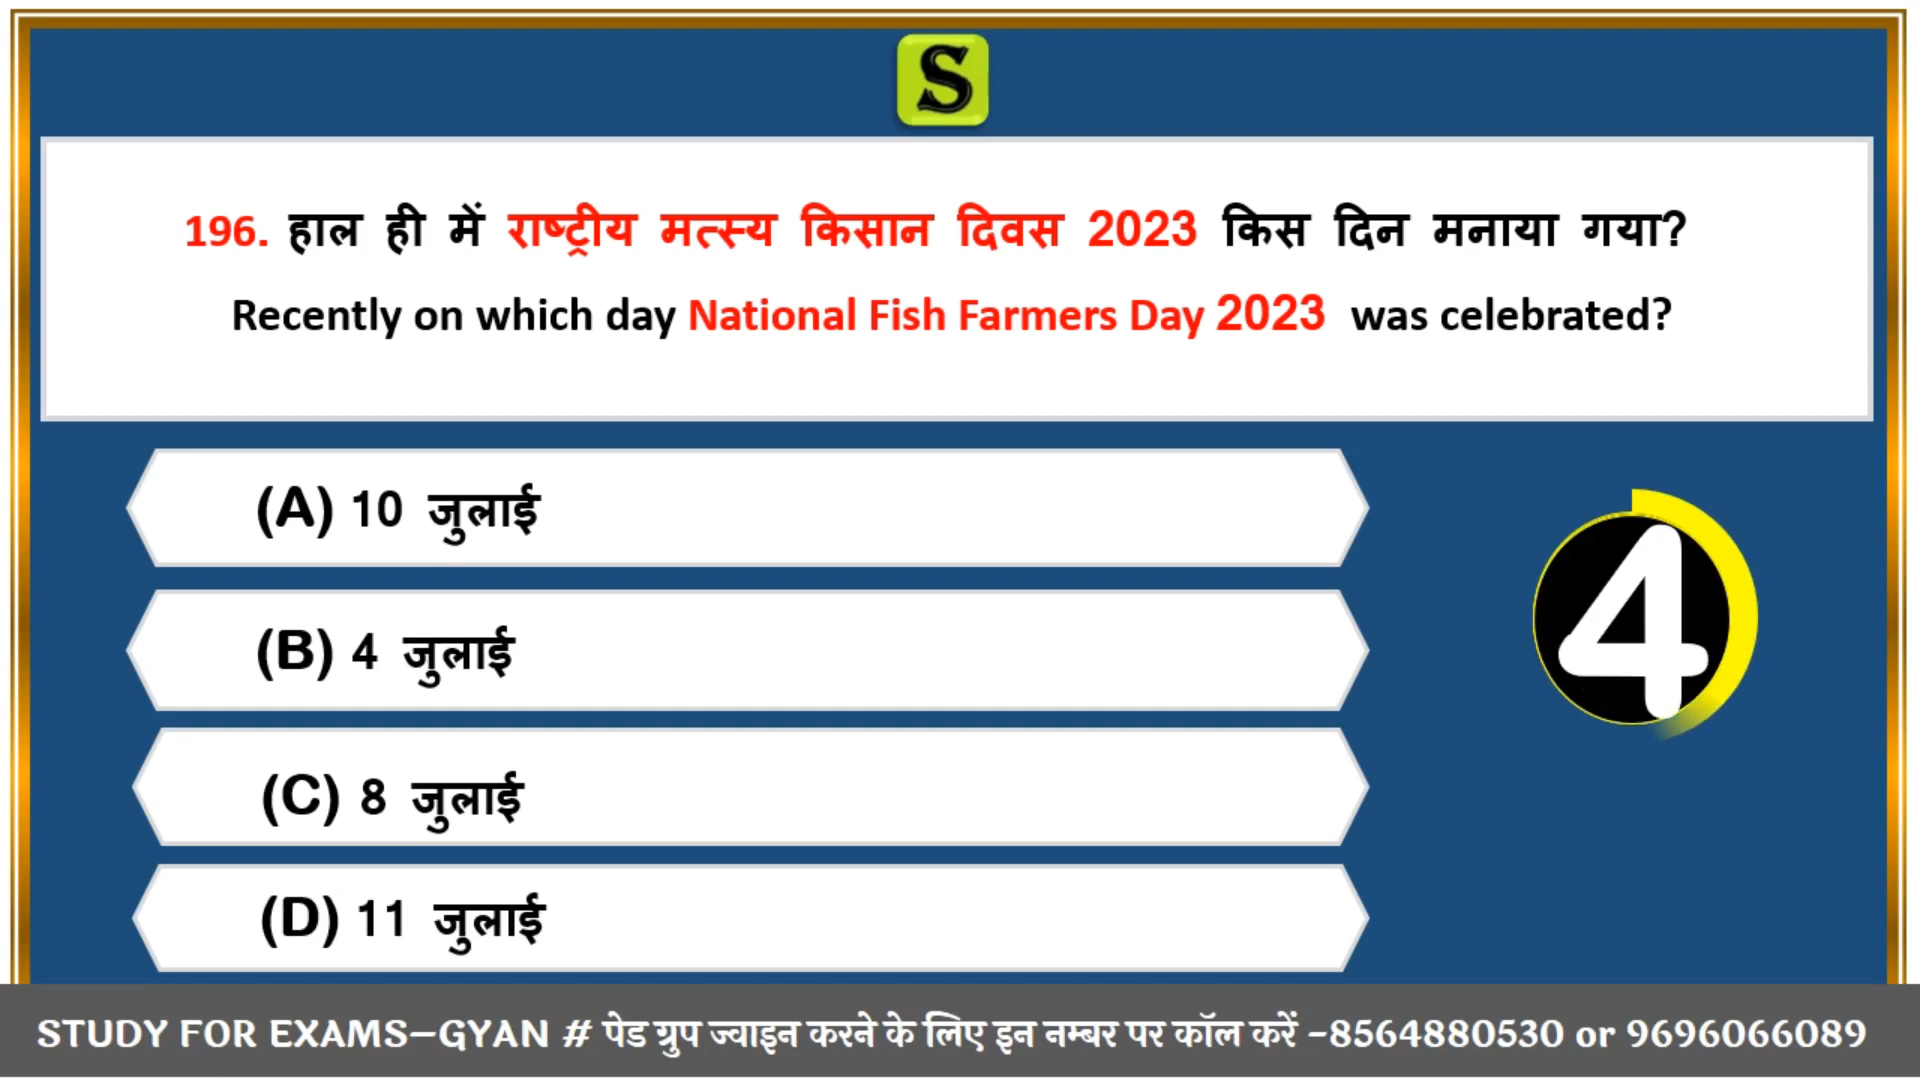 S
196. हाल ही में राष्ट्रीय मत्स्य किसान दिवस 2023 किस दिन मनाया गया?
Recently on which day National Fish Farmers Day 2023 was celebrated?
(A) 10 जुलाई
(B) 4 जुलाई
4
(C) 8 जुलाई
(D) 11 जुलाई
STUDY FOR EXAMS–GYAN # पेड ग्रुप ज्वाइन करने के लिए इन नम्बर पर कॉल करें -8564880530 or 9696066089